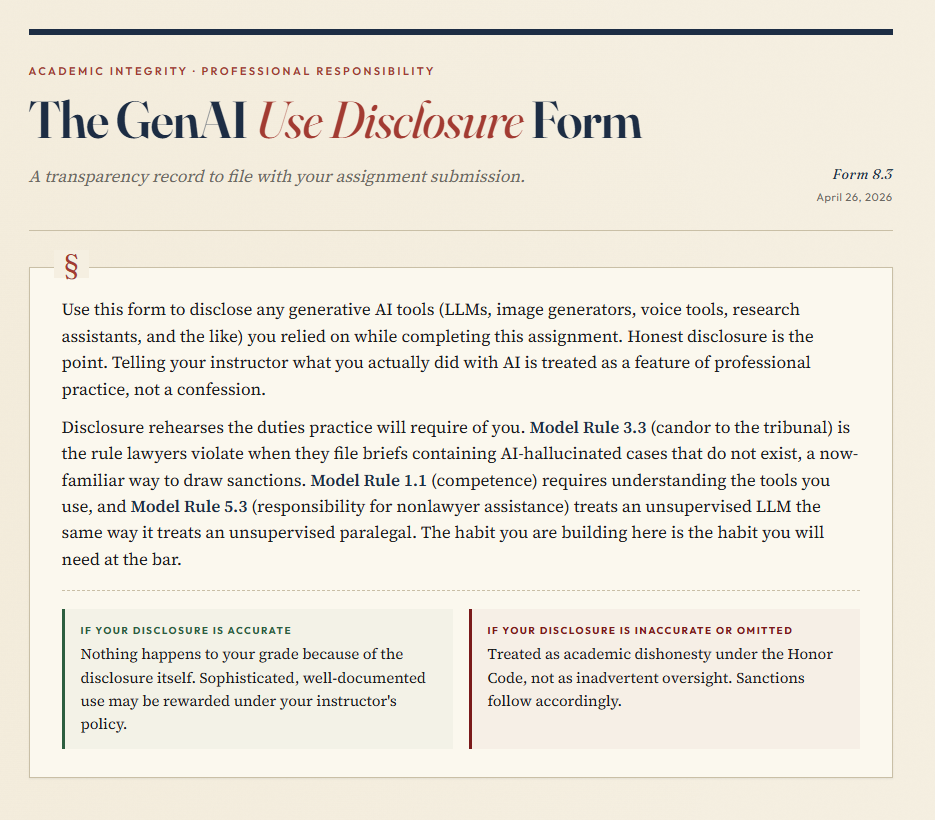 ACADEMIC INTEGRITY · PROFESSIONAL RESPONSIBILITY
The GenAI Use Disclosure Form
A transparency record to file with your assignment submission.
Form 8.3
April 26, 2026
§
Use this form to disclose any generative AI tools (LLMs, image generators, voice tools, research
assistants, and the like) you relied on while completing this assignment. Honest disclosure is the
point. Telling your instructor what you actually did with AI is treated as a feature of professional
practice, not a confession.
Disclosure rehearses the duties practice will require of you. Model Rule 3.3 (candor to the tribunal) is
the rule lawyers violate when they file briefs containing AI-hallucinated cases that do not exist, a now-
familiar way to draw sanctions. Model Rule 1.1 (competence) requires understanding the tools you
use, and Model Rule 5.3 (responsibility for nonlawyer assistance) treats an unsupervised LLM the
same way it treats an unsupervised paralegal. The habit you are building here is the habit you will
need at the bar.
IF YOUR DISCLOSURE IS ACCURATE
Nothing happens to your grade because of the
disclosure itself. Sophisticated, well-documented
use may be rewarded under your instructor's
policy.
IF YOUR DISCLOSURE IS INACCURATE OR OMITTED
Treated as academic dishonesty under the Honor
Code, not as inadvertent oversight. Sanctions
follow accordingly.